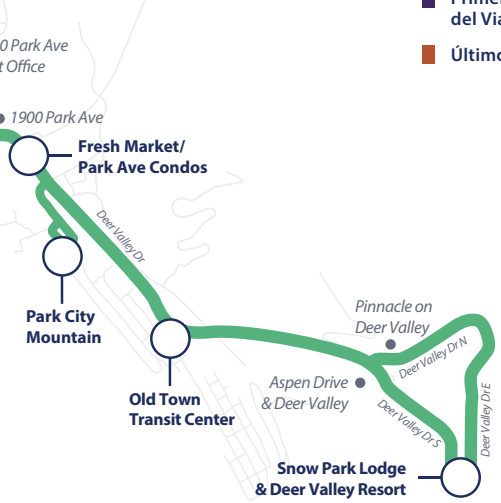 del Via
0 Park Ave
t Office
1900 Park Ave
Fresh Market/
Park Ave Condos
Deer Valley Dr
Park City
Mountain
Pinnacle on
Deer Valley
Deer Valley Dr N
Aspen Drive
& Deer Valley
Deer Valley Dr S
Deer Valley Dr E
Old Town
Transit Center
Snow Park Lodge
& Deer Valley Resort